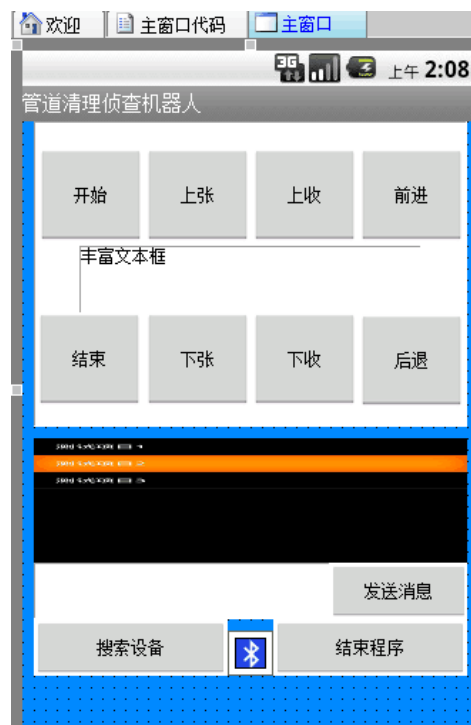 欢迎 主窗口代码 主窗口
3G 上午 2:08
管道清理侦查机器人
开始 上张 上收 前进
丰富文本框
结束 下张 下收 后退
发送消息
搜索设备 结束程序